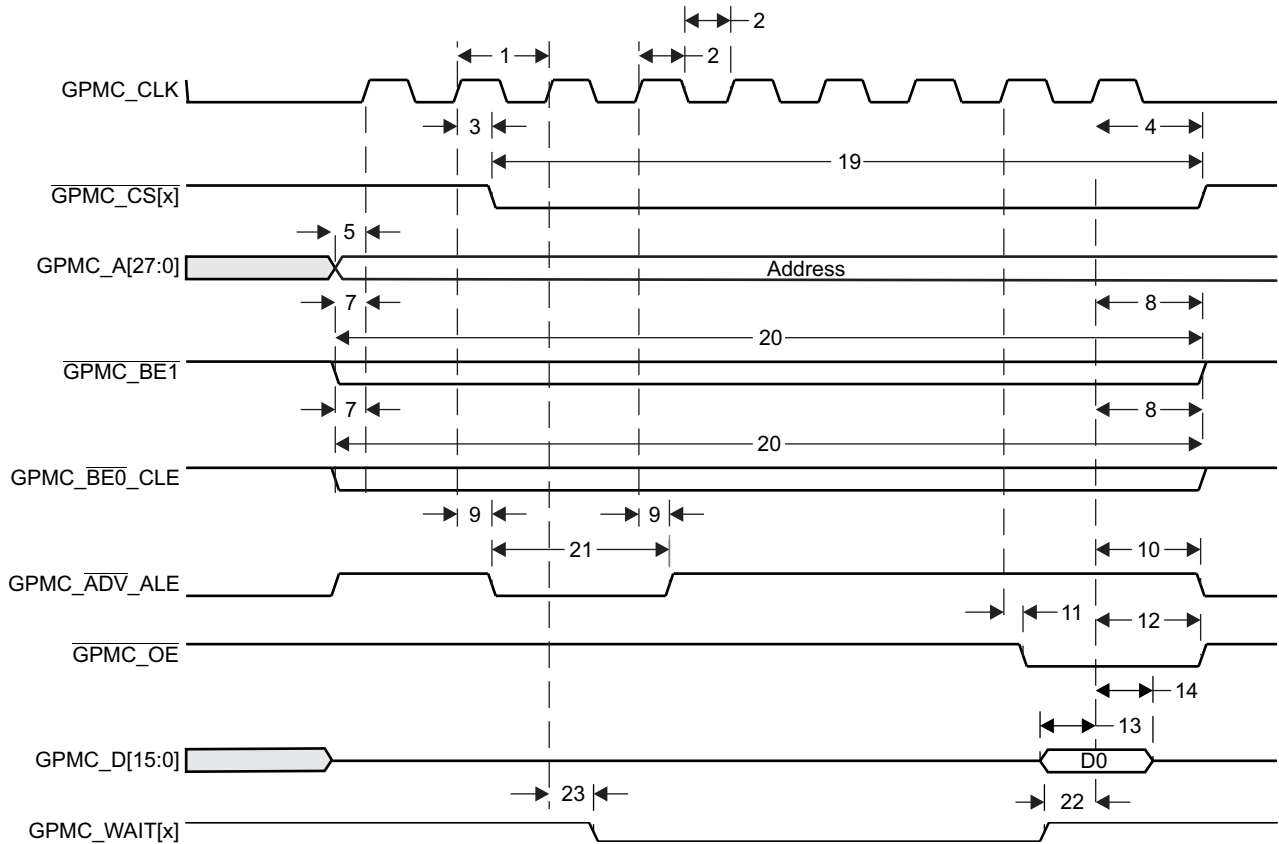 2
1
2
GPMC_CLK
3
4
19
GPMC_CS[x]
5
GPMC_A[27:0]
Address
7
8
20
GPMC_BE1
7
8
20
GPMC_BE0_CLE
9
9
21
10
GPMC_ADV_ALE
11
12
GPMC_OE
14
13
GPMC_D[15:0]
D0
23
22
GPMC_WAIT[x]